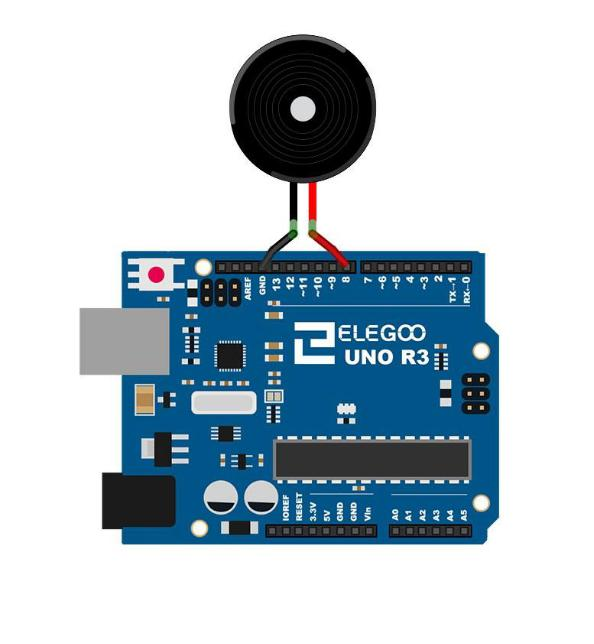 AREF
GND
13
12
~11
~10
~9
8
7
~6
~5
4
~3
2
TX→1
RX←0
ELEGOO
UNO R3
IOREF
RESET
3.3V
5V
GND
GND
Vin
A0
A1
A2
A3
A4
A5